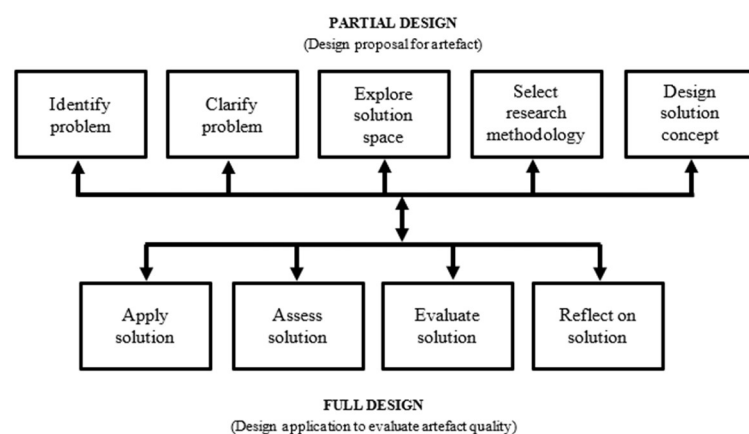 PARTIAL DESIGN
(Design proposal for artefact)
Identify
problem
Clarify
problem
Explore
solution
space
Select
research
methodology
Design
solution
concept
Apply
solution
Assess
solution
Evaluate
solution
Reflect on
solution
FULL DESIGN
(Design application to evaluate artefact quality)